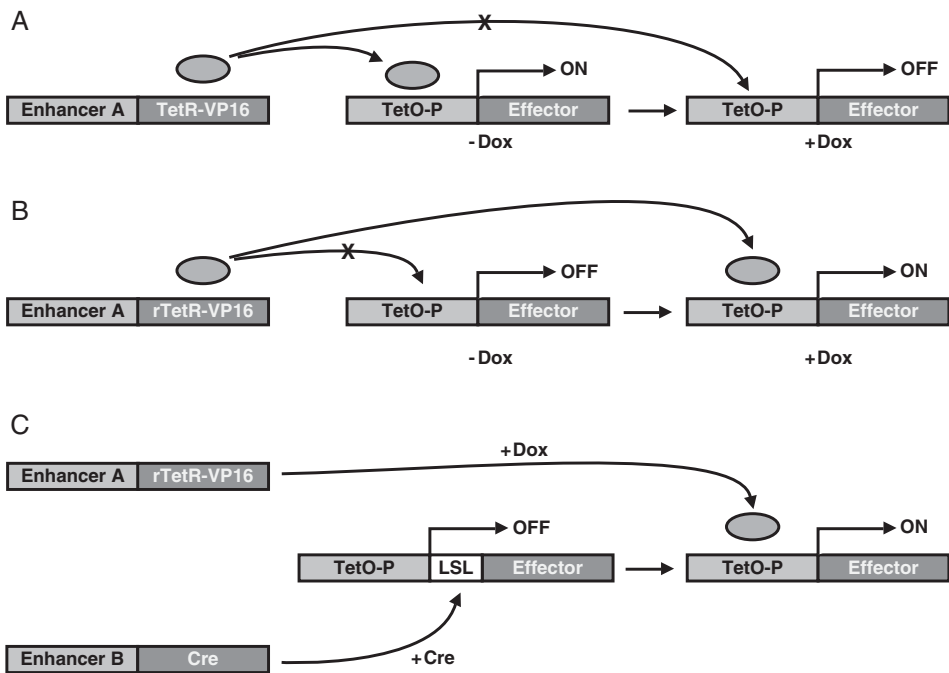 A
X
ON
OFF
Enhancer A TetR-VP16 TetO-P Effector TetO-P Effector
-Dox +Dox
B
X
OFF
ON
Enhancer A rTetR-VP16 TetO-P Effector TetO-P Effector
-Dox +Dox
C
+Dox
Enhancer A rTetR-VP16
OFF
ON
TetO-P LSL Effector TetO-P Effector
+Cre
Enhancer B Cre